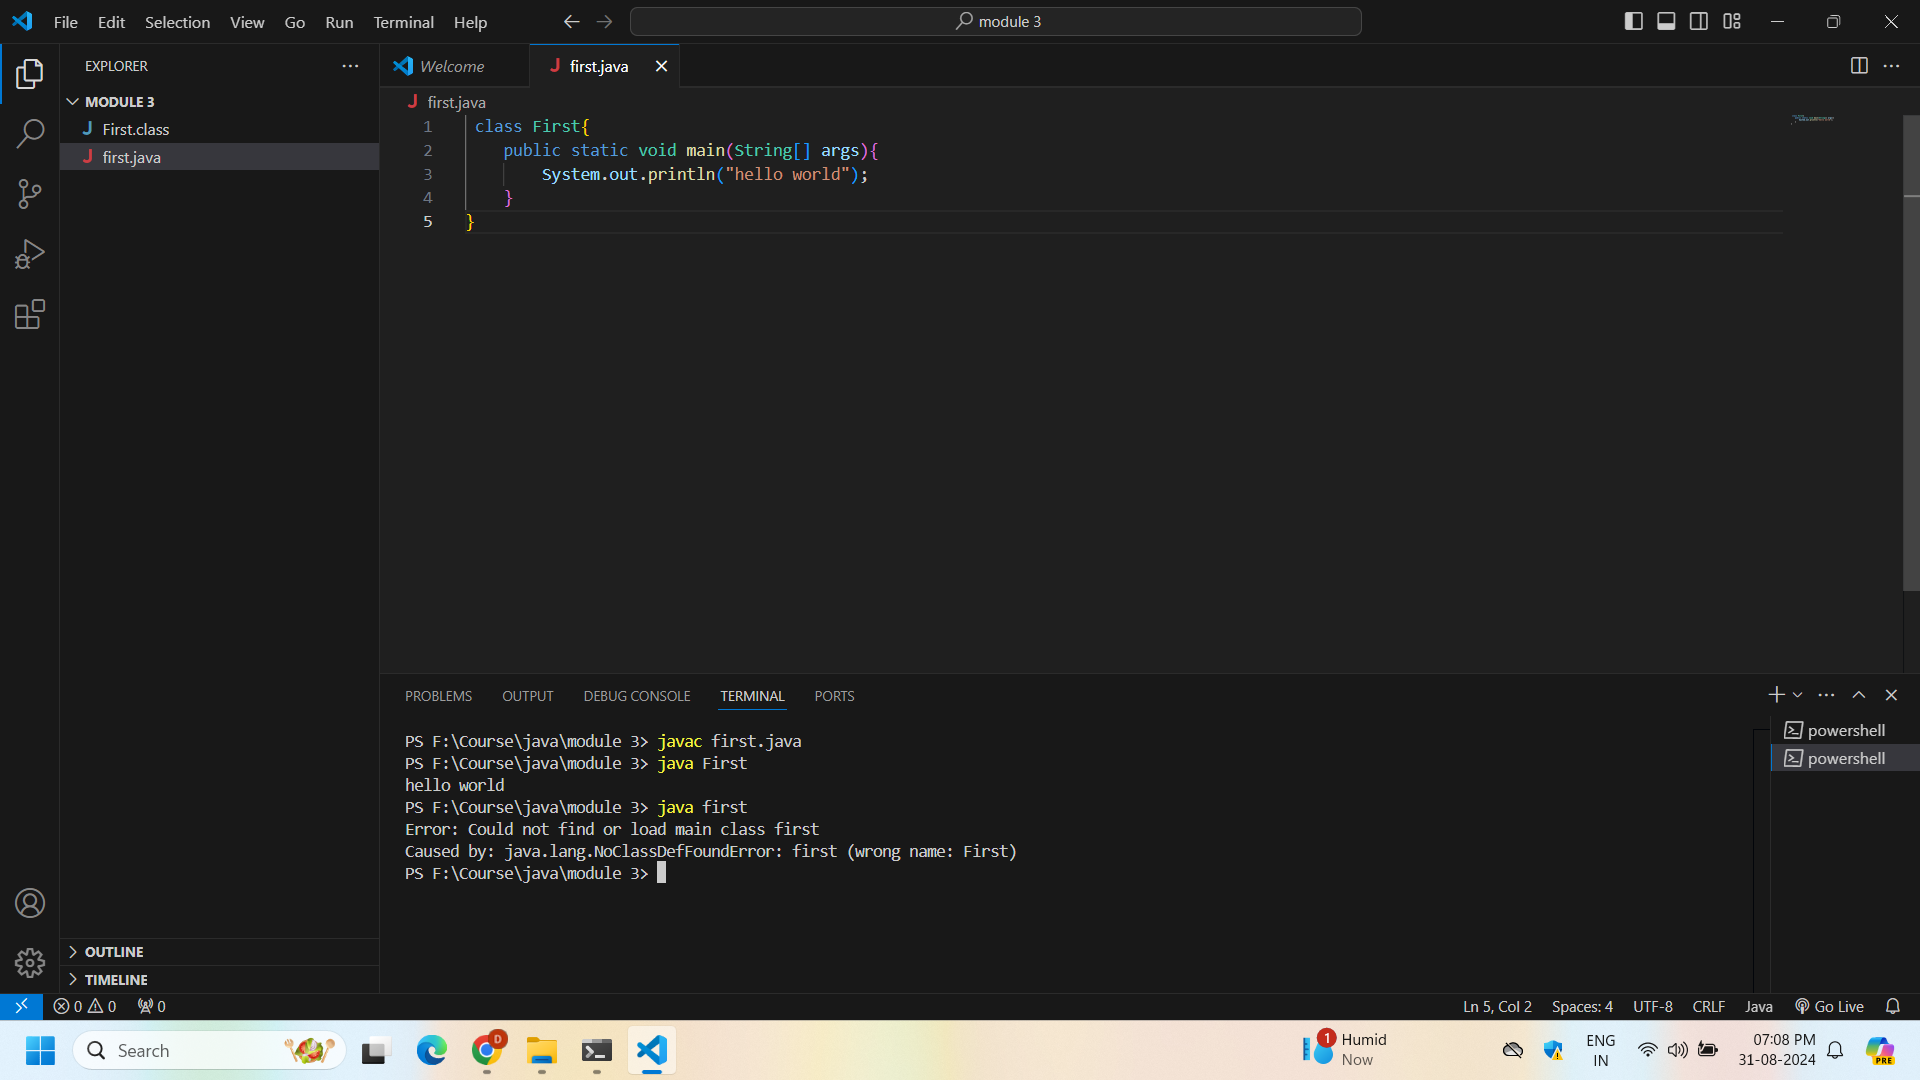 File Edit Selection View Go Run Terminal Help
module 3
EXPLORER
MODULE 3
First.class
first.java
OUTLINE
TIMELINE
Welcome
first.java
first.java
1 class First{
2 public static void main(String[] args){
3 System.out.println("hello world");
4 }
5 }
PROBLEMS OUTPUT DEBUG CONSOLE TERMINAL PORTS
PS F:\Course\java\module 3> javac first.java
PS F:\Course\java\module 3> java First
hello world
PS F:\Course\java\module 3> java first
Error: Could not find or load main class first
Caused by: java.lang.NoClassDefFoundError: first (wrong name: First)
PS F:\Course\java\module 3>
powershell
powershell
0 0 0
Ln 5, Col 2 Spaces: 4 UTF-8 CRLF Java Go Live
Search
D
1
Humid
Now
ENG
IN
07:08 PM
31-08-2024
PRE